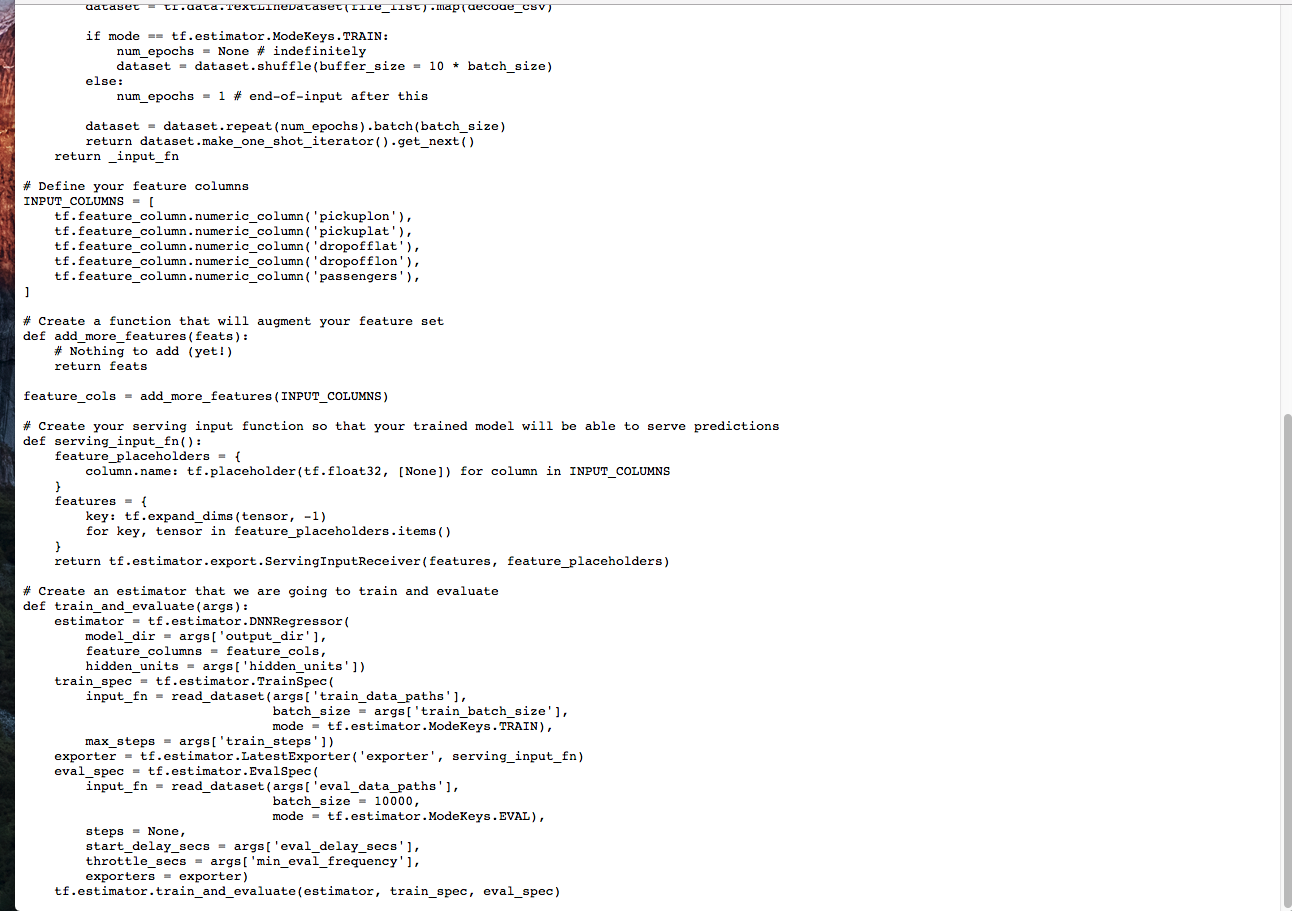 dataset = tf.data.TextLineDataset(file_list).map(decode_csv)
if mode == tf.estimator.ModeKeys.TRAIN:
num_epochs = None # indefinitely
dataset = dataset.shuffle(buffer_size = 10 * batch_size)
else:
num_epochs = 1 # end-of-input after this
dataset = dataset.repeat(num_epochs).batch(batch_size)
return dataset.make_one_shot_iterator().get_next()
return _input_fn
# Define your feature columns
INPUT_COLUMNS = [
tf.feature_column.numeric_column('pickuplon'),
tf.feature_column.numeric_column('pickuplat'),
tf.feature_column.numeric_column('dropofflat'),
tf.feature_column.numeric_column('dropofflon'),
tf.feature_column.numeric_column('passengers'),
]
# Create a function that will augment your feature set
def add_more_features(feats):
# Nothing to add (yet!)
return feats
feature_cols = add_more_features(INPUT_COLUMNS)
# Create your serving input function so that your trained model will be able to serve predictions
def serving_input_fn():
feature_placeholders = {
column.name: tf.placeholder(tf.float32, [None]) for column in INPUT_COLUMNS
}
features = {
key: tf.expand_dims(tensor, -1)
for key, tensor in feature_placeholders.items()
}
return tf.estimator.export.ServingInputReceiver(features, feature_placeholders)
# Create an estimator that we are going to train and evaluate
def train_and_evaluate(args):
estimator = tf.estimator.DNNRegressor(
model_dir = args['output_dir'],
feature_columns = feature_cols,
hidden_units = args['hidden_units'])
train_spec = tf.estimator.TrainSpec(
input_fn = read_dataset(args['train_data_paths'],
batch_size = args['train_batch_size'],
mode = tf.estimator.ModeKeys.TRAIN),
max_steps = args['train_steps'])
exporter = tf.estimator.LatestExporter('exporter', serving_input_fn)
eval_spec = tf.estimator.EvalSpec(
input_fn = read_dataset(args['eval_data_paths'],
batch_size = 10000,
mode = tf.estimator.ModeKeys.EVAL),
steps = None,
start_delay_secs = args['eval_delay_secs'],
throttle_secs = args['min_eval_frequency'],
exporters = exporter)
tf.estimator.train_and_evaluate(estimator, train_spec, eval_spec)